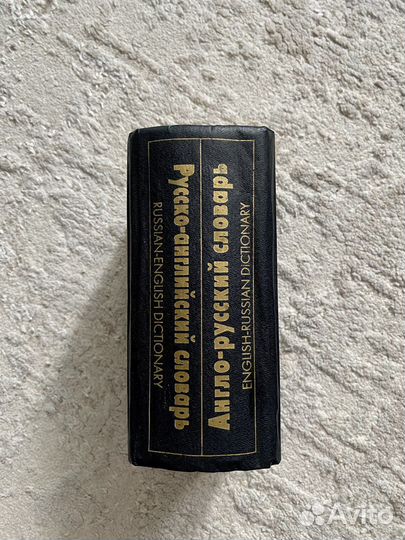 Русско-английский словарь
RUSSIAN-ENGLISH DICTIONARY
Англо-русский словарь
ENGLISH-RUSSIAN DICTIONARY
Avito